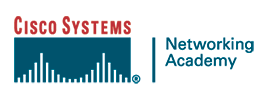 CISCO SYSTEMS
®
Networking
Academy